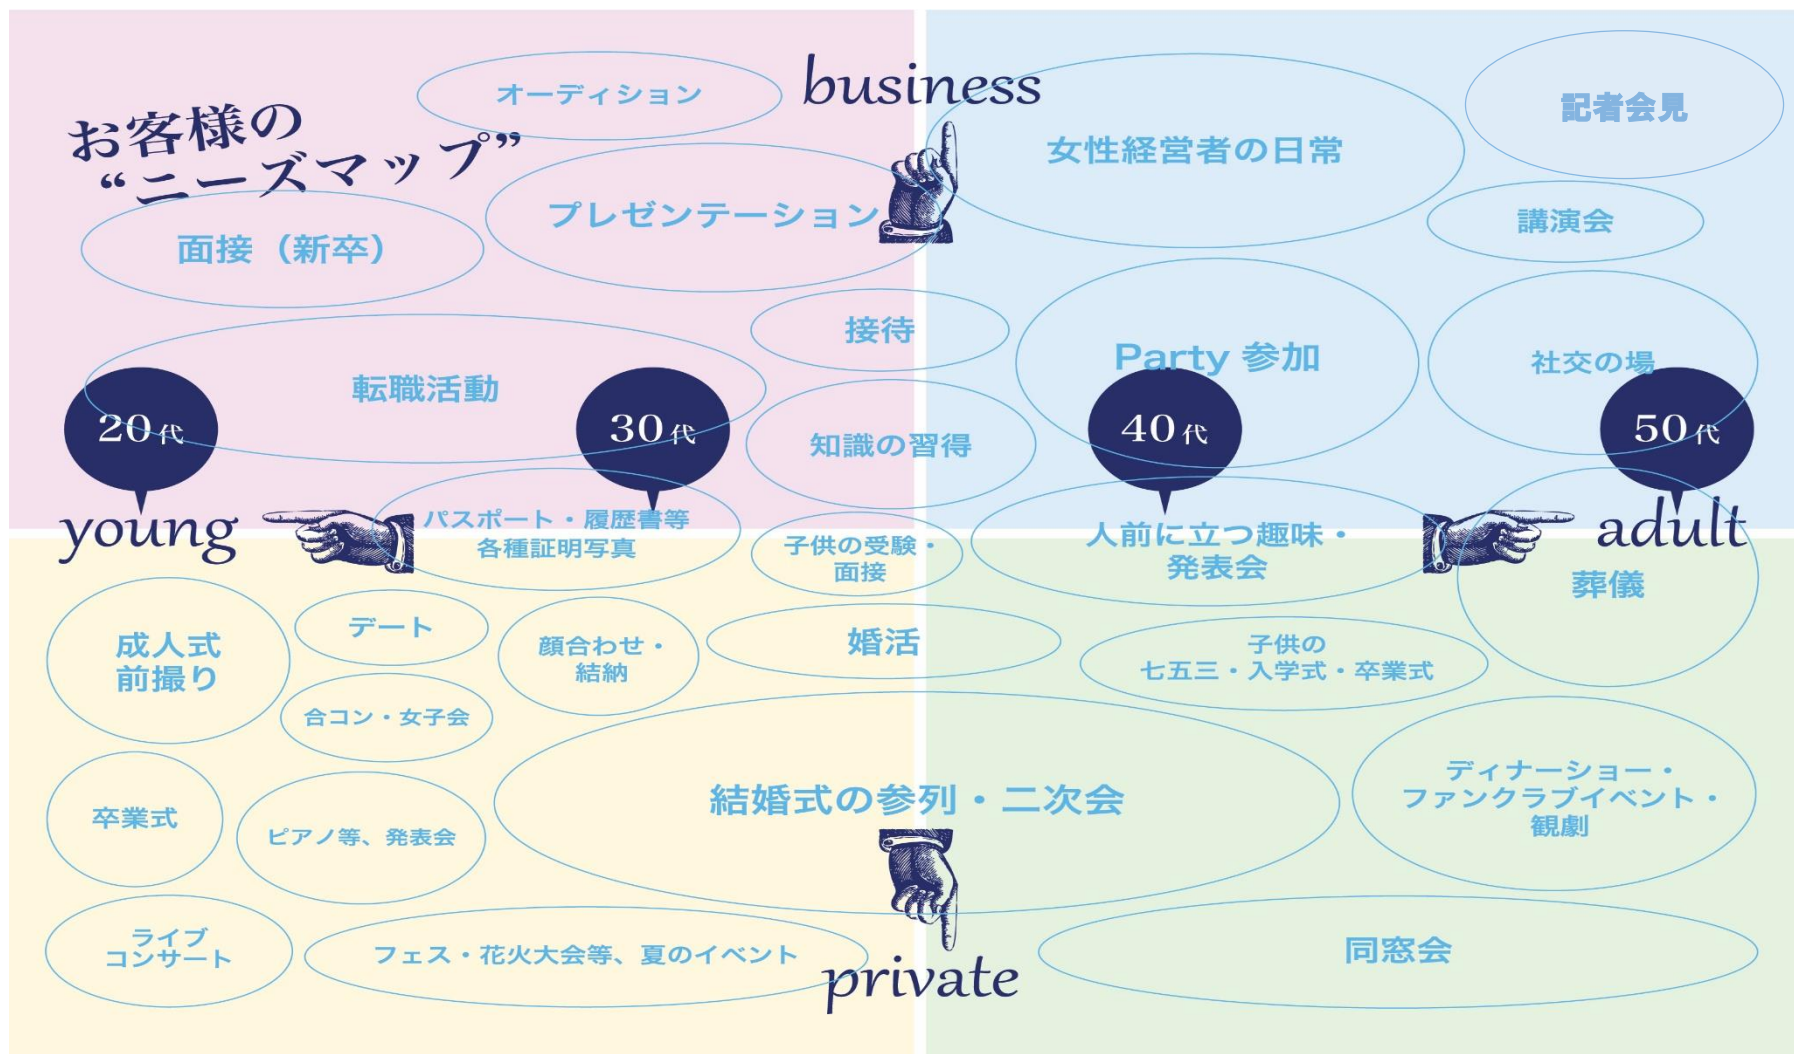 お客様の
“ニーズマップ”
business
オーディション
女性経営者の日常
記者会見
プレゼンテーション
講演会
面接（新卒）
接待
Party 参加
社交の場
転職活動
知識の習得
20代
30代
40代
50代
young
adult
パスポート・履歴書等
各種証明写真
子供の受験・
面接
人前に立つ趣味・
発表会
葬儀
成人式
前撮り
デート
顔合わせ・
結納
婚活
子供の
七五三・入学式・卒業式
合コン・女子会
結婚式の参列・二次会
ディナーショー・
ファンクラブイベント・
観劇
卒業式
ピアノ等、発表会
ライブ
コンサート
フェス・花火大会等、夏のイベント
同窓会
private